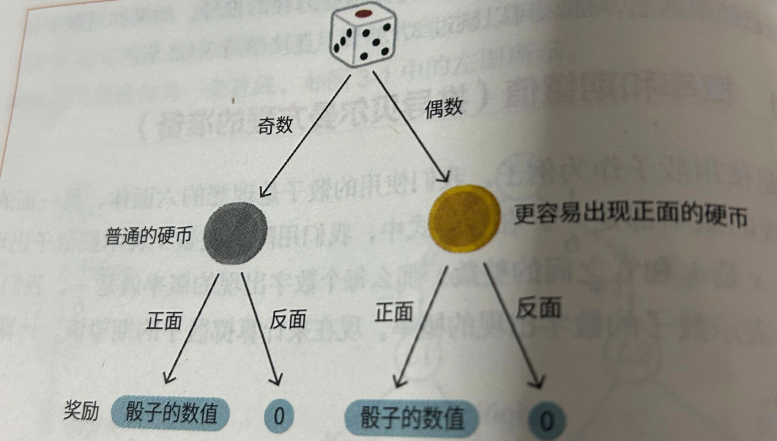 奇数
偶数
普通的硬币
更容易出现正面的硬币
正面
反面
正面
反面
奖励
骰子的数值
0
骰子的数值
0